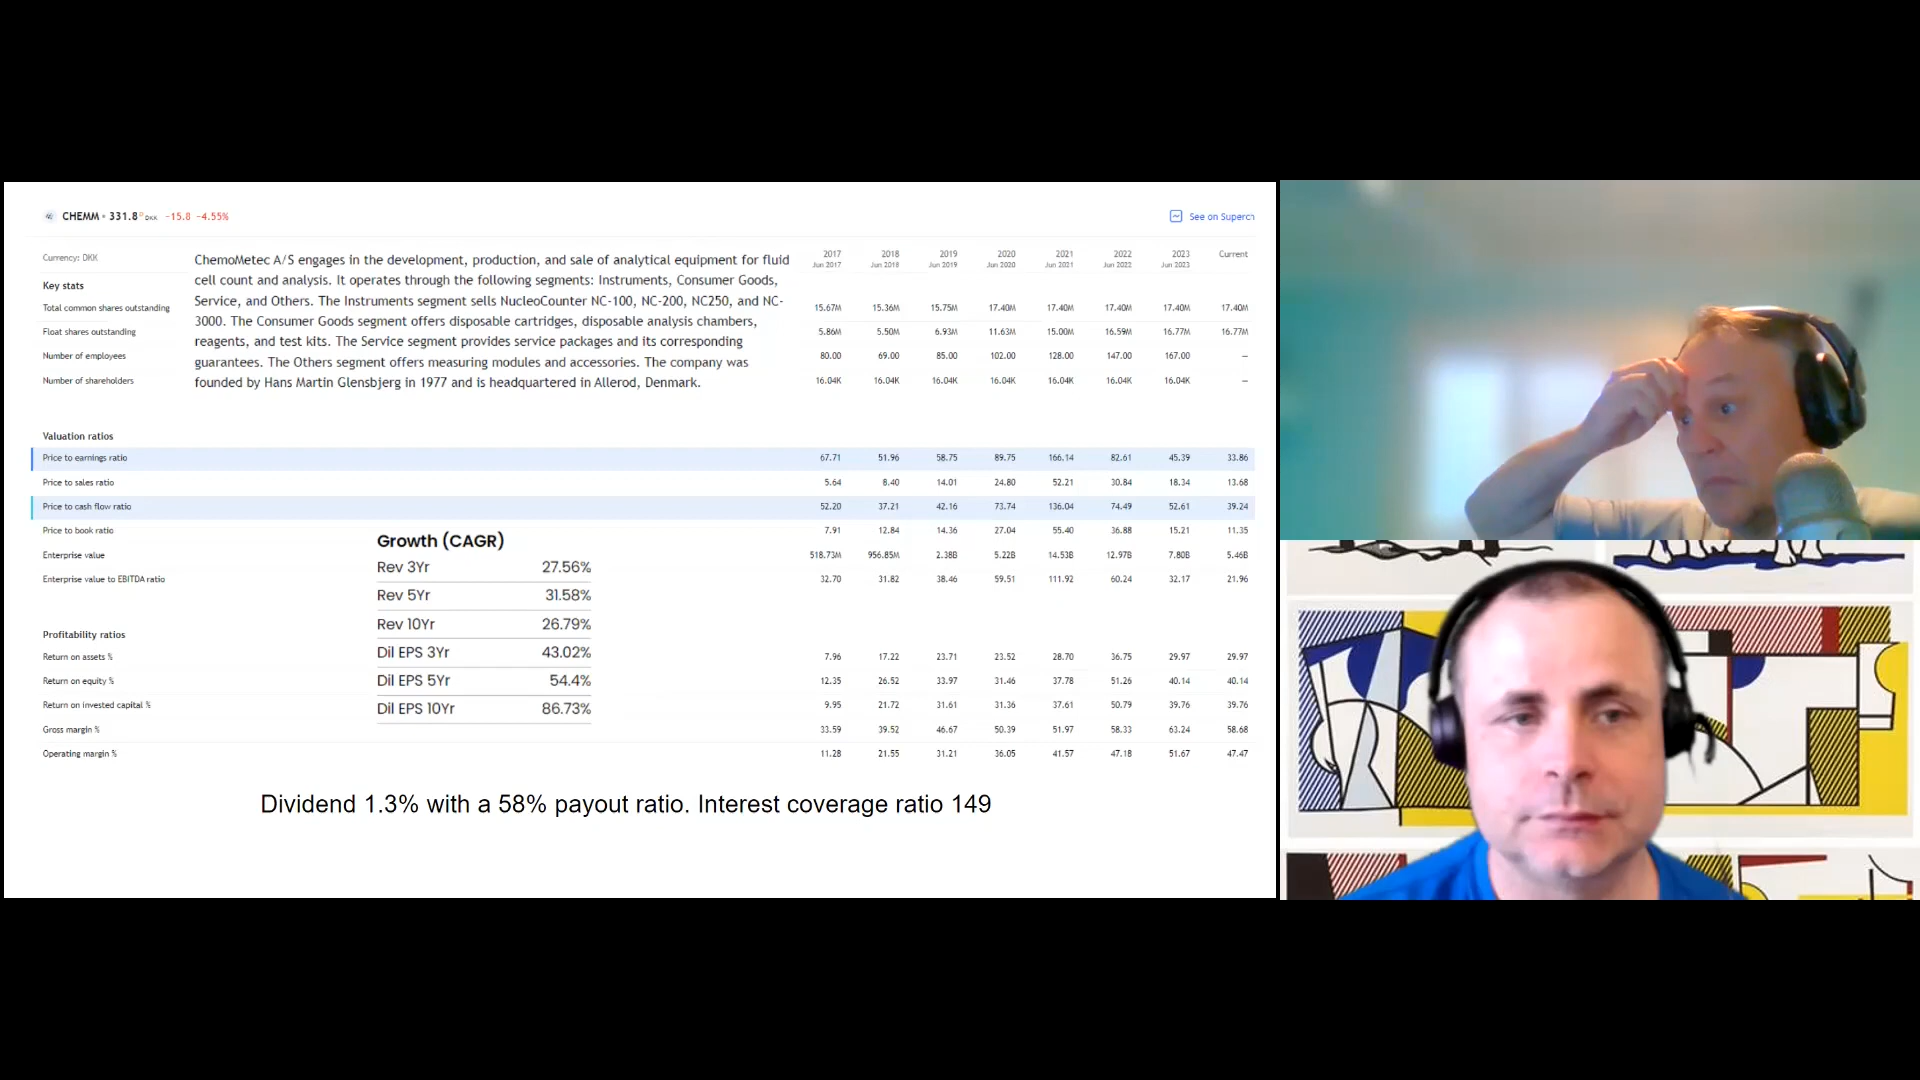 CHEMM • 331.8 D DKK -15.8 -4.55%
See on Superch
Currency: DKK
ChemoMetec A/S engages in the development, production, and sale of analytical equipment for fluid
cell count and analysis. It operates through the following segments: Instruments, Consumer Goods,
Service, and Others. The Instruments segment sells NucleoCounter NC-100, NC-200, NC250, and NC-
3000. The Consumer Goods segment offers disposable cartridges, disposable analysis chambers,
reagents, and test kits. The Service segment provides service packages and its corresponding
guarantees. The Others segment offers measuring modules and accessories. The company was
founded by Hans Martin Glensbjerg in 1977 and is headquartered in Allerod, Denmark.
2017 2018 2019 2020 2021 2022 2023 Current
Jun 2017 Jun 2018 Jun 2019 Jun 2020 Jun 2021 Jun 2022 Jun 2023
Key stats
Total common shares outstanding 15.67M 15.36M 15.75M 17.40M 17.40M 17.40M 17.40M 17.40M
Float shares outstanding 5.86M 5.50M 6.93M 11.63M 15.00M 16.59M 16.77M 16.77M
Number of employees 80.00 69.00 85.00 102.00 128.00 147.00 167.00 —
Number of shareholders 16.04K 16.04K 16.04K 16.04K 16.04K 16.04K 16.04K —
Valuation ratios
Price to earnings ratio 67.71 51.96 58.75 89.75 166.14 82.61 45.39 33.86
Price to sales ratio 5.64 8.40 14.01 24.80 52.21 30.84 18.34 13.68
Price to cash flow ratio 52.20 37.21 42.16 73.74 136.04 74.49 52.61 39.24
Price to book ratio 7.91 12.84 14.36 27.04 55.40 36.88 15.21 11.35
Enterprise value 518.73M 956.85M 2.38B 5.22B 14.53B 12.97B 7.80B 5.46B
Enterprise value to EBITDA ratio 32.70 31.82 38.46 59.51 111.92 60.24 32.17 21.96
Growth (CAGR)
Rev 3Yr 27.56%
Rev 5Yr 31.58%
Rev 10Yr 26.79%
Dil EPS 3Yr 43.02%
Dil EPS 5Yr 54.4%
Dil EPS 10Yr 86.73%
Profitability ratios
Return on assets % 7.96 17.22 23.71 23.52 28.70 36.75 29.97 29.97
Return on equity % 12.35 26.52 33.97 31.46 37.78 51.26 40.14 40.14
Return on invested capital % 9.95 21.72 31.61 31.36 37.61 50.79 39.76 39.76
Gross margin % 33.59 39.52 46.67 50.39 51.97 58.33 63.24 58.68
Operating margin % 11.28 21.55 31.21 36.05 41.57 47.18 51.67 47.47
Dividend 1.3% with a 58% payout ratio. Interest coverage ratio 149